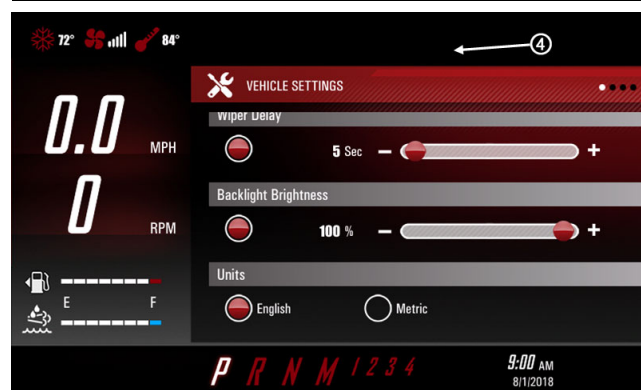 72° 84°
4
VEHICLE SETTINGS
0.0 MPH
Wiper Delay
5 Sec − +
0 RPM
Backlight Brightness
100 % − +
Units
English Metric
E F
P R N M 1 2 3 4
9:00 AM
8/1/2018